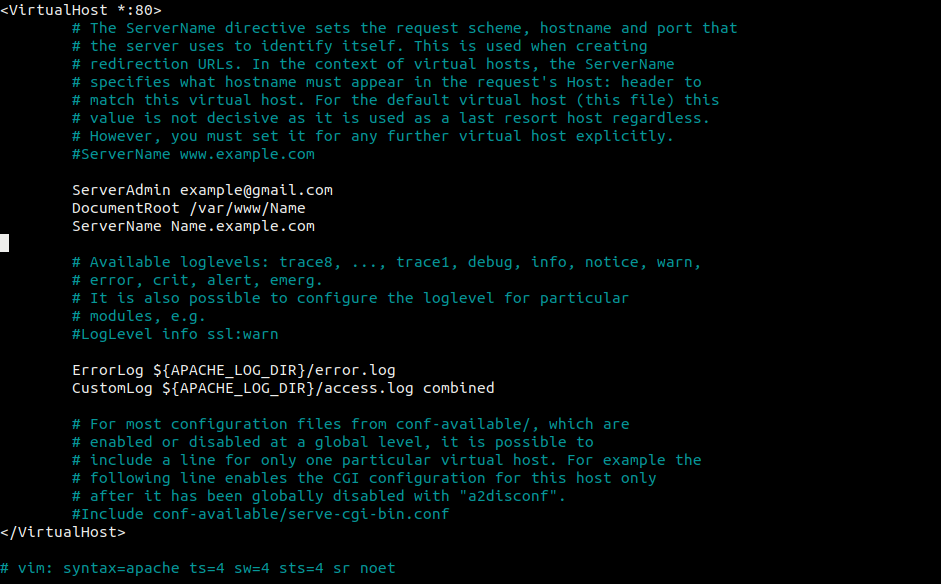 <VirtualHost *:80>
# The ServerName directive sets the request scheme, hostname and port that
# the server uses to identify itself. This is used when creating
# redirection URLs. In the context of virtual hosts, the ServerName
# specifies what hostname must appear in the request's Host: header to
# match this virtual host. For the default virtual host (this file) this
# value is not decisive as it is used as a last resort host regardless.
# However, you must set it for any further virtual host explicitly.
#ServerName www.example.com
ServerAdmin example@gmail.com
DocumentRoot /var/www/Name
ServerName Name.example.com
# Available loglevels: trace8, ..., trace1, debug, info, notice, warn,
# error, crit, alert, emerg.
# It is also possible to configure the loglevel for particular
# modules, e.g.
#LogLevel info ssl:warn
ErrorLog ${APACHE_LOG_DIR}/error.log
CustomLog ${APACHE_LOG_DIR}/access.log combined
# For most configuration files from conf-available/, which are
# enabled or disabled at a global level, it is possible to
# include a line for only one particular virtual host. For example the
# following line enables the CGI configuration for this host only
# after it has been globally disabled with "a2disconf".
#Include conf-available/serve-cgi-bin.conf
</VirtualHost>
# vim: syntax=apache ts=4 sw=4 sts=4 sr noet